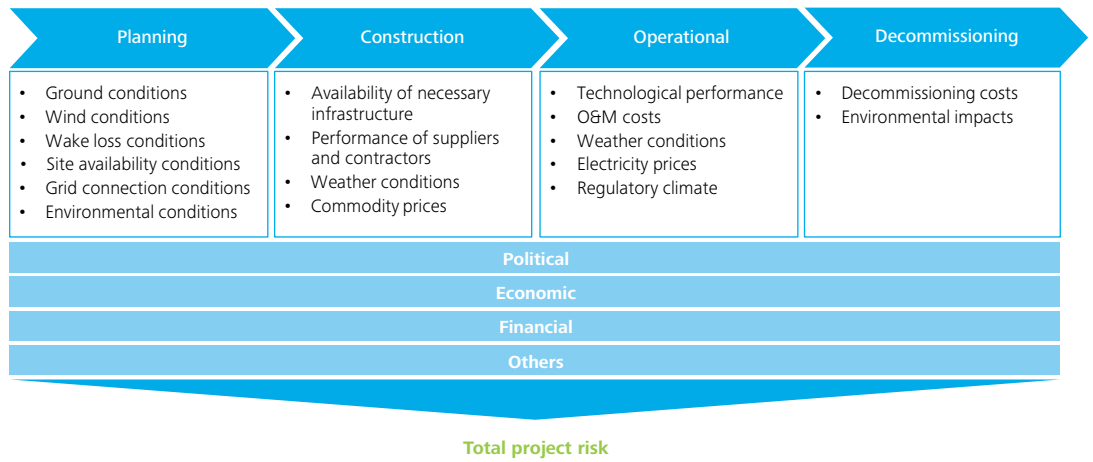 Planning
Construction
Operational
Decommissioning
• Ground conditions
• Wind conditions
• Wake loss conditions
• Site availability conditions
• Grid connection conditions
• Environmental conditions
• Availability of necessary
infrastructure
• Performance of suppliers
and contractors
• Weather conditions
• Commodity prices
• Technological performance
• O&M costs
• Weather conditions
• Electricity prices
• Regulatory climate
• Decommissioning costs
• Environmental impacts
Political
Economic
Financial
Others
Total project risk